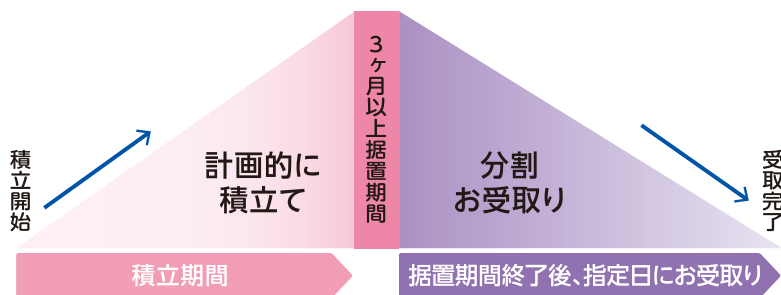 積立開始
計画的に
積立て
3ヶ月以上据置期間
分割
お受取り
受取完了
積立期間
据置期間終了後、指定日にお受取り